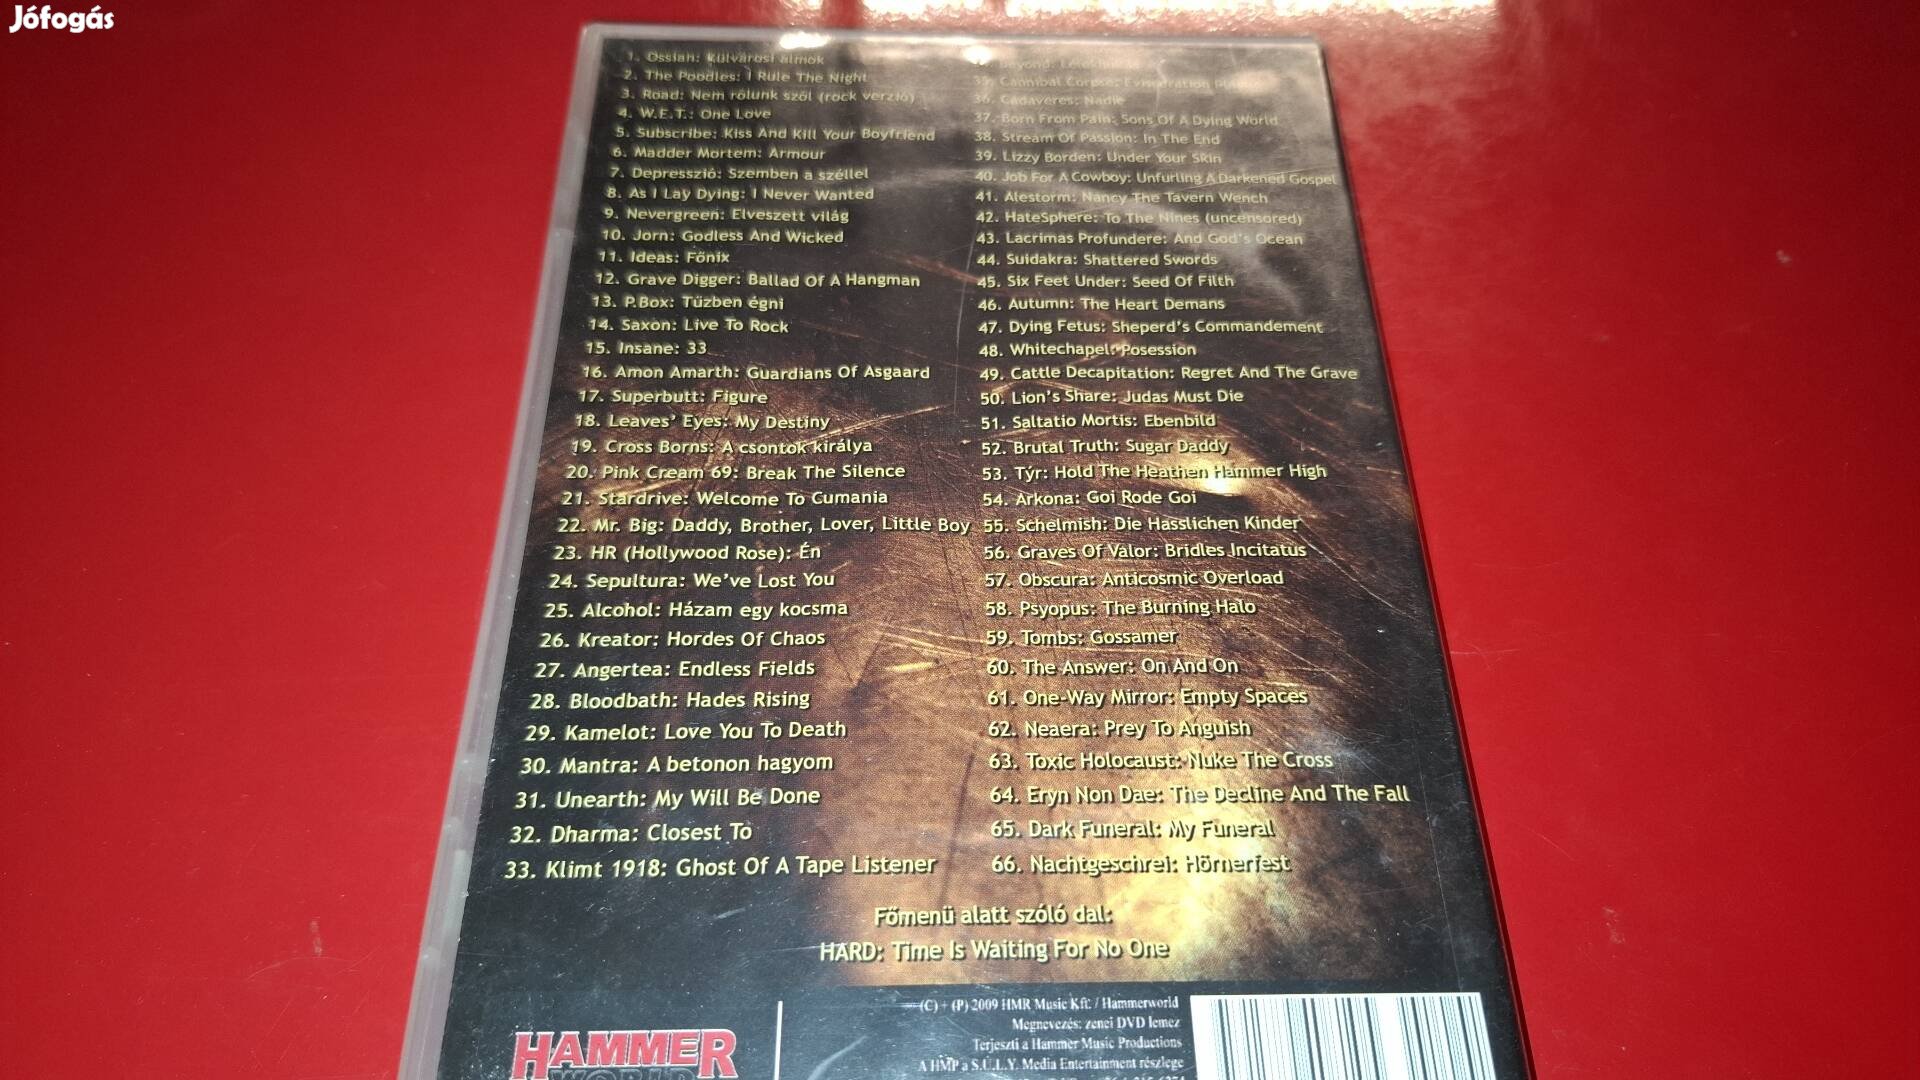 Jófogás
1. Ossian: Külvárosi álmok
2. The Poodles: I Rule The Night
3. Road: Nem rólunk szól (rock verzió)
4. W.E.T.: One Love
5. Subscribe: Kiss And Kill Your Boyfriend
6. Madder Mortem: Armour
7. Depresszió: Szemben a széllel
8. As I Lay Dying: I Never Wanted
9. Nevergreen: Elveszett világ
10. Jorn: Godless And Wicked
11. Ideas: Főnix
12. Grave Digger: Ballad Of A Hangman
13. P.Box: Tűzben égni
14. Saxon: Live To Rock
15. Insane: 33
16. Amon Amarth: Guardians Of Asgaard
17. Superbutt: Figure
18. Leaves' Eyes: My Destiny
19. Cross Borns: A csontok királya
20. Pink Cream 69: Break The Silence
21. Stardrive: Welcome To Cumania
22. Mr. Big: Daddy, Brother, Lover, Little Boy
23. HR (Hollywood Rose): Én
24. Sepultura: We've Lost You
25. Alcohol: Házam egy kocsma
26. Kreator: Hordes Of Chaos
27. Angertea: Endless Fields
28. Bloodbath: Hades Rising
29. Kamelot: Love You To Death
30. Mantra: A betonon hagyom
31. Unearth: My Will Be Done
32. Dharma: Closest To
33. Klimt 1918: Ghost Of A Tape Listener
Beyond:
35. Cannibal Corpse: Evisceration
36. Cadaveres: Nadie
37. Born From Pain: Sons Of A Dying World
38. Stream Of Passion: In The End
39. Lizzy Borden: Under Your Skin
40. Job For A Cowboy: Unfurling A Darkened Gospel
41. Alestorm: Nancy The Tavern Wench
42. HateSphere: To The Nines (uncensored)
43. Lacrimas Profundere: And God's Ocean
44. Suidakra: Shattered Swords
45. Six Feet Under: Seed Of Filth
46. Autumn: The Heart Demans
47. Dying Fetus: Sheperd's Commandement
48. Whitechapel: Posession
49. Cattle Decapitation: Regret And The Grave
50. Lion's Share: Judas Must Die
51. Saltatio Mortis: Ebenbild
52. Brutal Truth: Sugar Daddy
53. Týr: Hold The Heathen Hammer High
54. Arkona: Goi Rode Goi
55. Schelmish: Die Hasslichen Kinder
56. Graves Of Valor: Bridles Incitatus
57. Obscura: Anticosmic Overload
58. Psyopus: The Burning Halo
59. Tombs: Gossamer
60. The Answer: On And On
61. One-Way Mirror: Empty Spaces
62. Neaera: Prey To Anguish
63. Toxic Holocaust: Nuke The Cross
64. Eryn Non Dae: The Decline And The Fall
65. Dark Funeral: My Funeral
66. Nachtgeschrei: Hörnerfest
Főmenü alatt szóló dal:
HARD: Time Is Waiting For No One
HAMMER
WORLD
(C) + (P) 2009 HMR Music Kft. / Hammerworld
Megnevezés: zenei DVD lemez
Terjeszti a Hammer Music Productions
A HMP a S.U.L.Y. Media Entertainment részlege